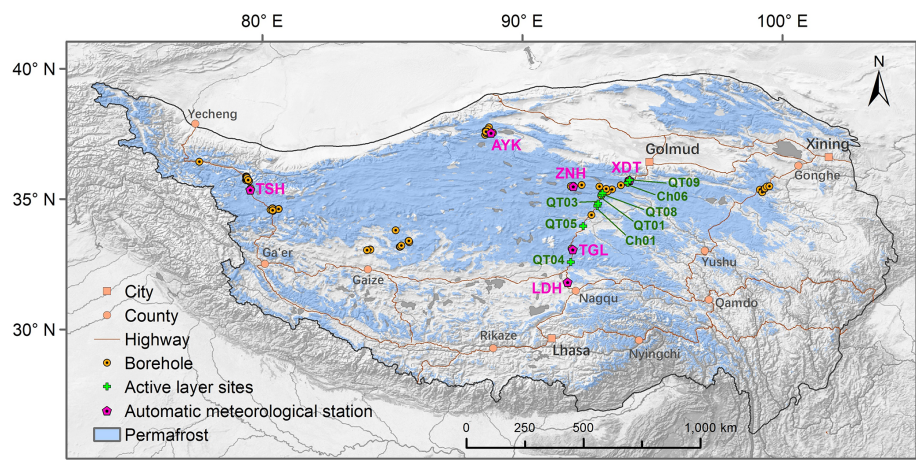 80° E
90° E
100° E
40° N
35° N
30° N
N
Yecheng
AYK
TSH
Golmud
Xining
Gonghe
ZNH
XDT
QT09
Ch06
QT03
QT08
QT05
QT01
Ch01
TGL
QT04
LDH
Yushu
Ga'er
Gaize
Nagqu
Qamdo
Rikaze
Lhasa
Nyingchi
City
County
Highway
Borehole
Active layer sites
Automatic meteorological station
Permafrost
0 250 500 1,000 km